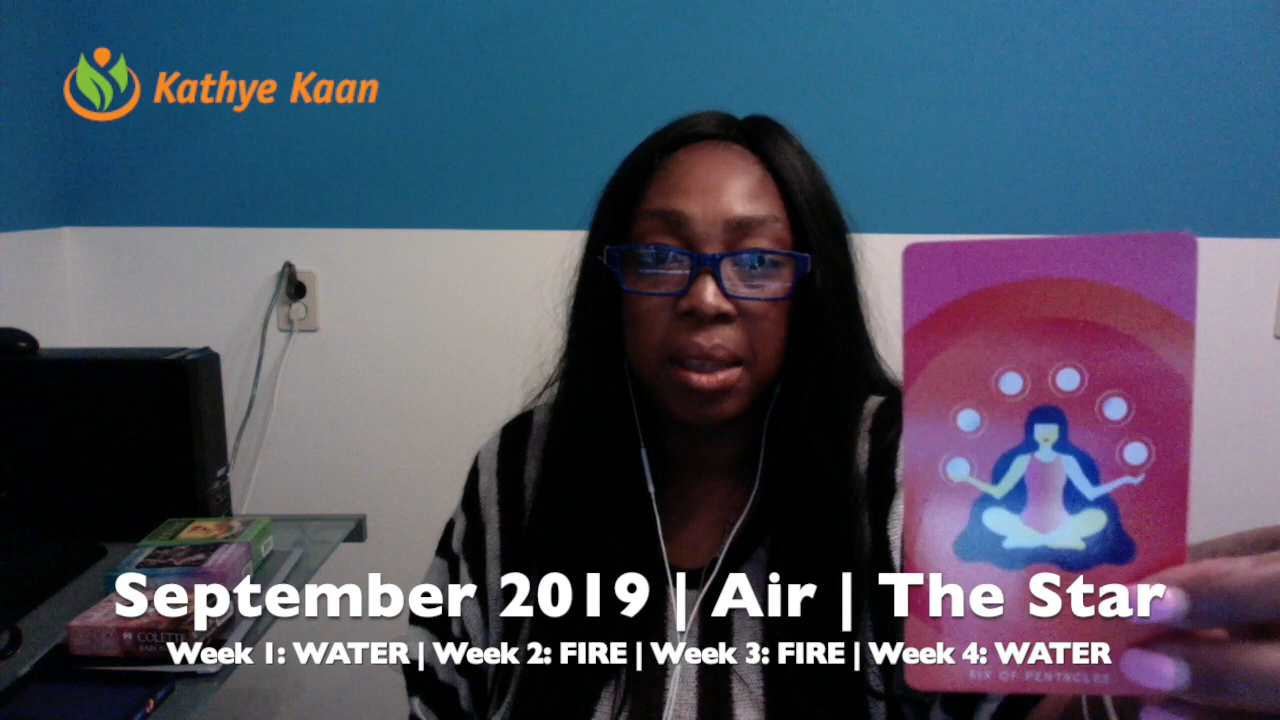 Kathye Kaan
September 2019 | Air | The Star
Week 1: WATER | Week 2: FIRE | Week 3: FIRE | Week 4: WATER
SIX OF PENTACLES
COLETTE